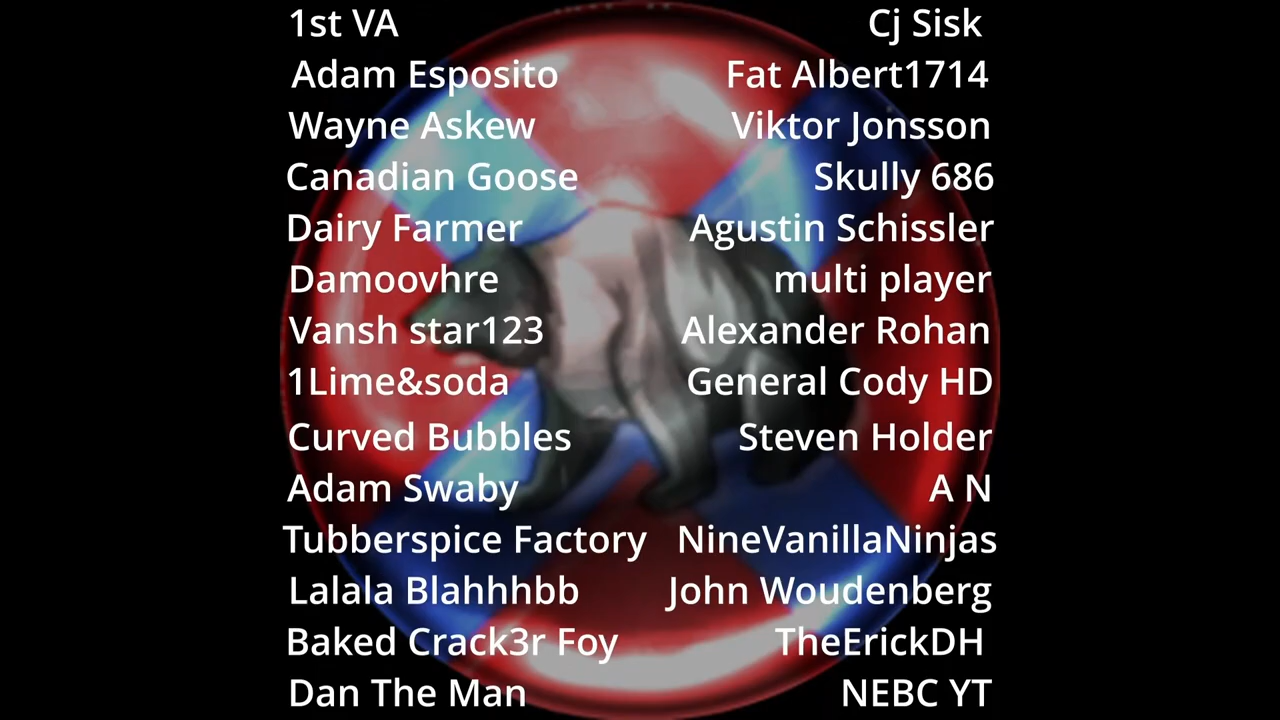 1st VA Cj Sisk
Adam Esposito Fat Albert1714
Wayne Askew Viktor Jonsson
Canadian Goose Skully 686
Dairy Farmer Agustin Schissler
Damoovhre multi player
Vansh star123 Alexander Rohan
1Lime&soda General Cody HD
Curved Bubbles Steven Holder
Adam Swaby A N
Tubberspice Factory NineVanillaNinjas
Lalala Blahhhbb John Woudenberg
Baked Crack3r Foy TheErickDH
Dan The Man NEBC YT